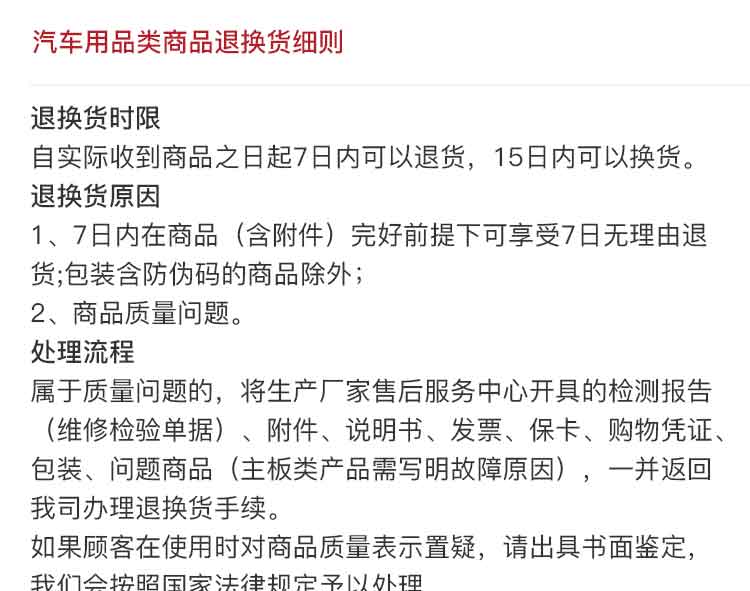 汽车用品类商品退换货细则
退换货时限
自实际收到商品之日起7日内可以退货，15日内可以换货。
退换货原因
1、7日内在商品（含附件）完好前提下可享受7日无理由退
货;包装含防伪码的商品除外；
2、商品质量问题。
处理流程
属于质量问题的，将生产厂家售后服务中心开具的检测报告
（维修检验单据）、附件、说明书、发票、保卡、购物凭证、
包装、问题商品（主板类产品需写明故障原因），一并返回
我司办理退换货手续。
如果顾客在使用时对商品质量表示置疑，请出具书面鉴定，
我们会按照国家法律规定予以处理